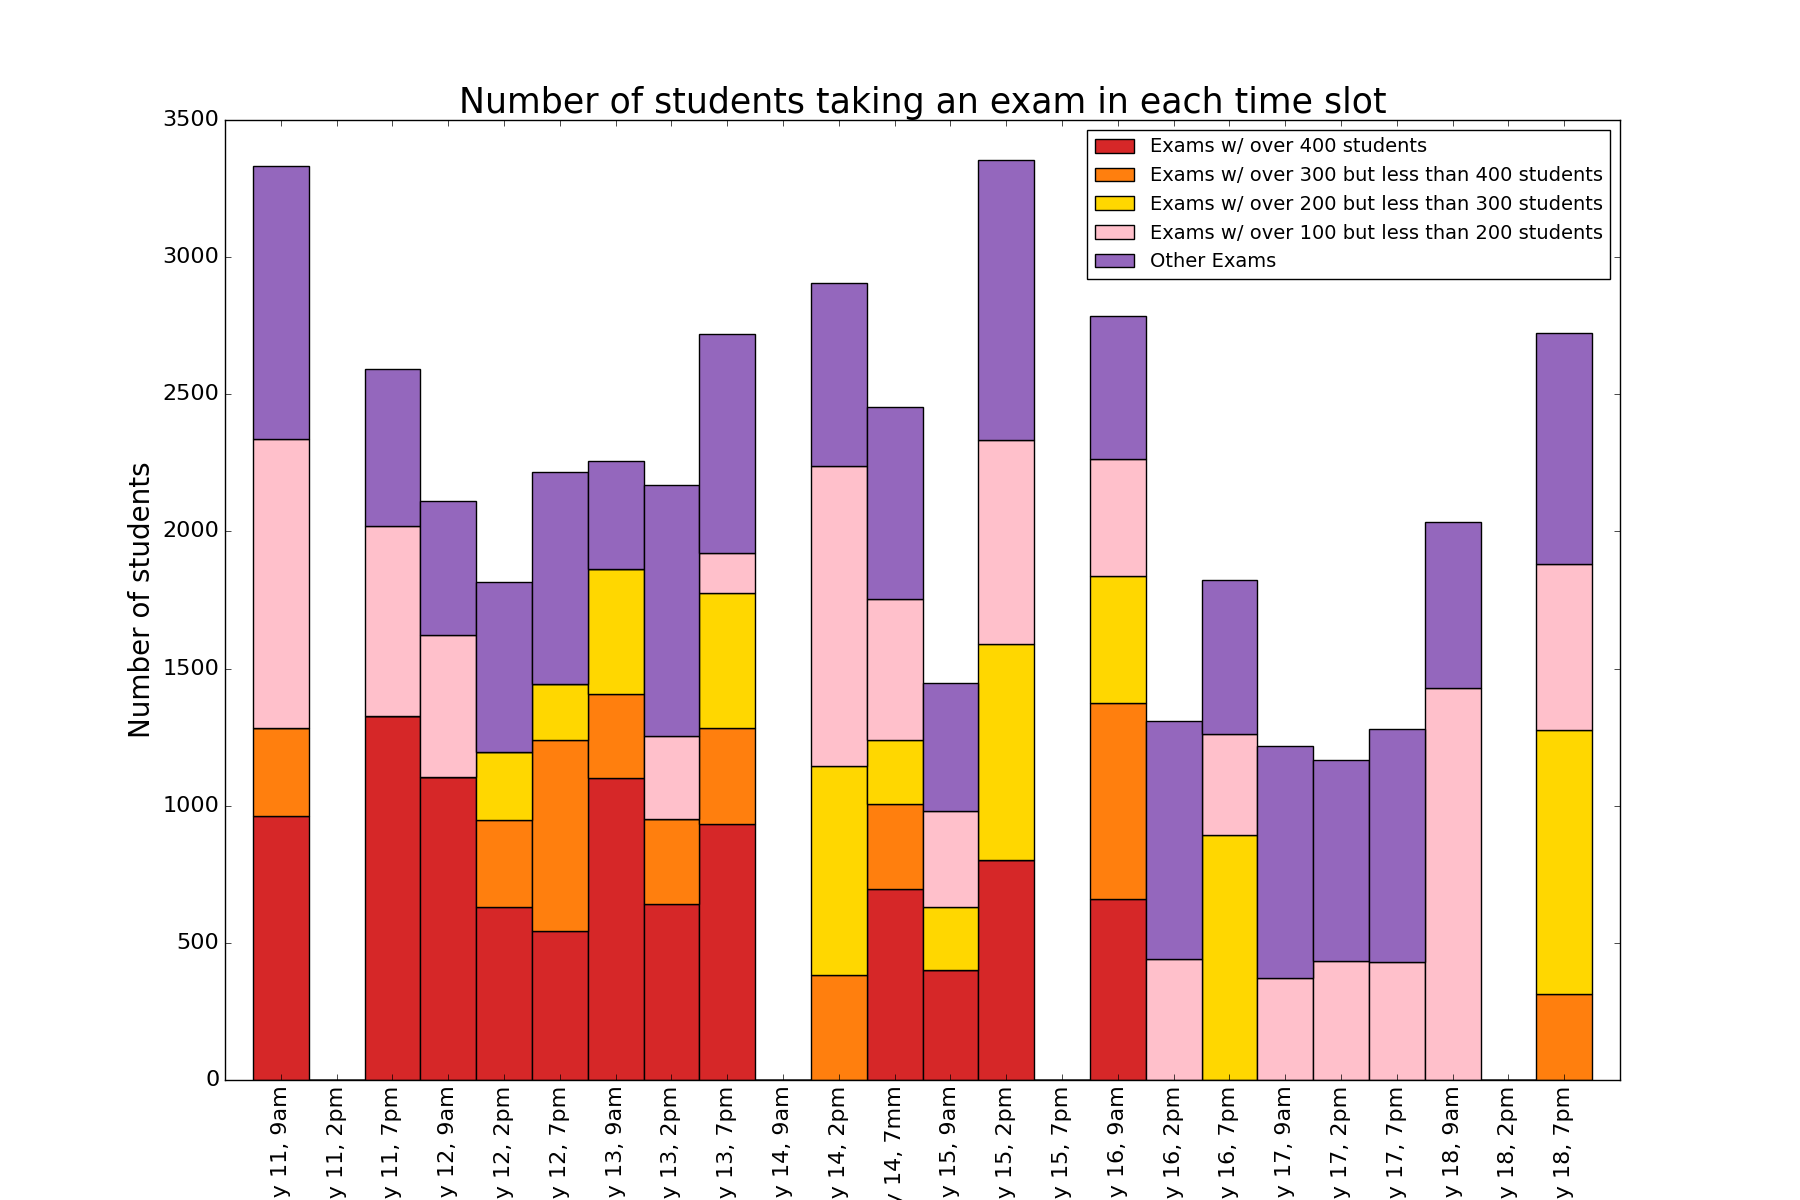 Number of students taking an exam in each time slot
Exams w/ over 400 students
Exams w/ over 300 but less than 400 students
Exams w/ over 200 but less than 300 students
Exams w/ over 100 but less than 200 students
Other Exams
Number of students
3500
3000
2500
2000
1500
1000
500
0
y 11, 9am
y 11, 2pm
y 11, 7pm
y 12, 9am
y 12, 2pm
y 12, 7pm
y 13, 9am
y 13, 2pm
y 13, 7pm
y 14, 9am
y 14, 2pm
y 14, 7mm
y 15, 9am
y 15, 2pm
y 15, 7pm
y 16, 9am
y 16, 2pm
y 16, 7pm
y 17, 9am
y 17, 2pm
y 17, 7pm
y 18, 9am
y 18, 2pm
y 18, 7pm